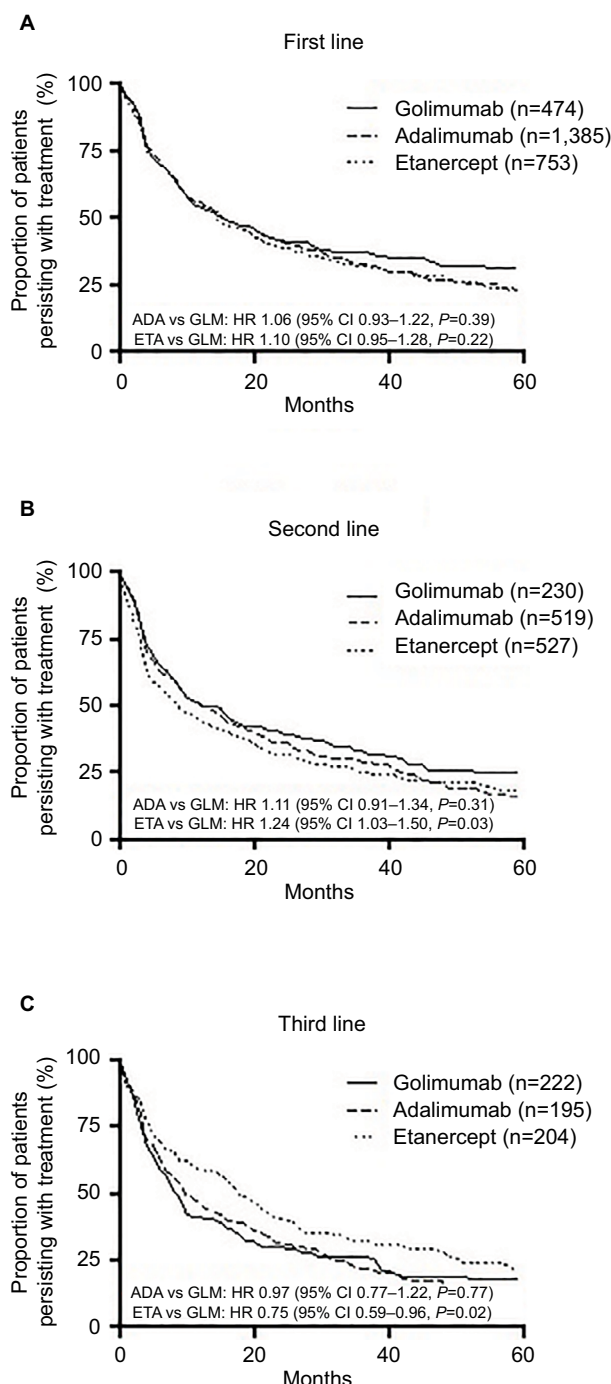 A
First line
Proportion of patients
persisting with treatment (%)
100
75
50
25
0
Golimumab (n=474)
Adalimumab (n=1,385)
Etanercept (n=753)
ADA vs GLM: HR 1.06 (95% CI 0.93–1.22, P=0.39)
ETA vs GLM: HR 1.10 (95% CI 0.95–1.28, P=0.22)
0 20 40 60
Months
B
Second line
Proportion of patients
persisting with treatment (%)
100
75
50
25
0
Golimumab (n=230)
Adalimumab (n=519)
Etanercept (n=527)
ADA vs GLM: HR 1.11 (95% CI 0.91–1.34, P=0.31)
ETA vs GLM: HR 1.24 (95% CI 1.03–1.50, P=0.03)
0 20 40 60
Months
C
Third line
Proportion of patients
persisting with treatment (%)
100
75
50
25
0
Golimumab (n=222)
Adalimumab (n=195)
Etanercept (n=204)
ADA vs GLM: HR 0.97 (95% CI 0.77–1.22, P=0.77)
ETA vs GLM: HR 0.75 (95% CI 0.59–0.96, P=0.02)
0 20 40 60
Months